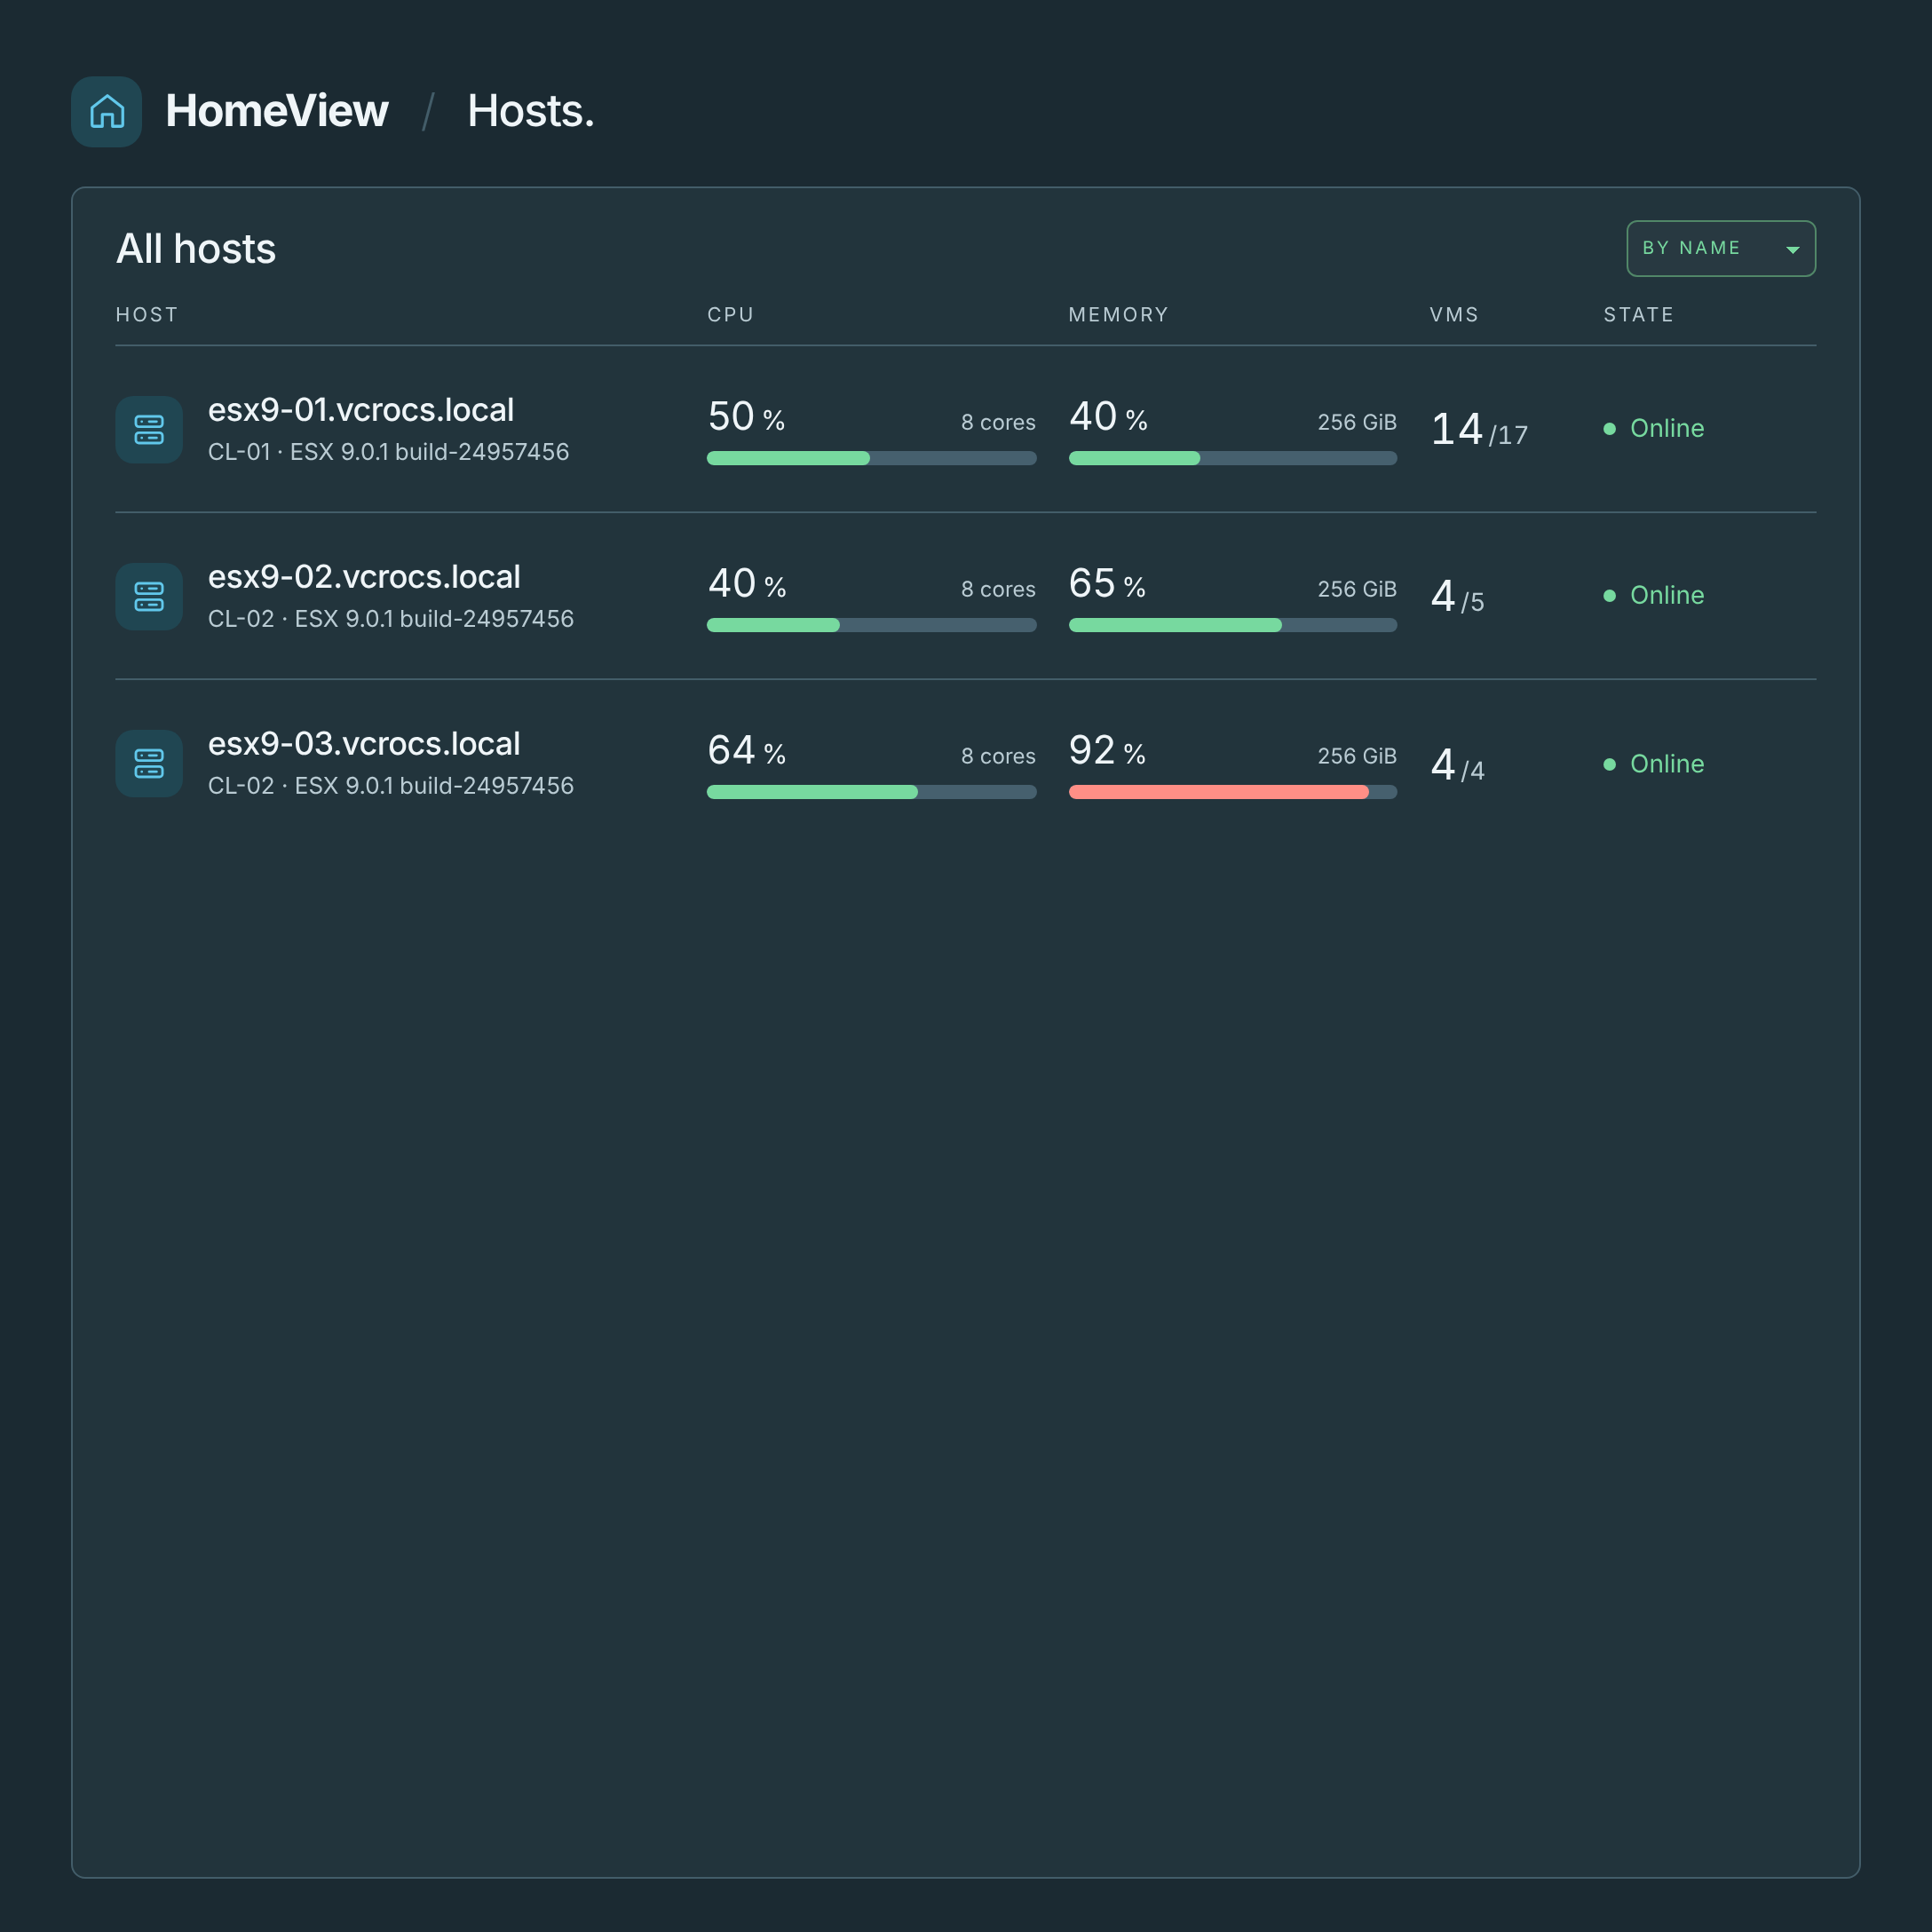 HomeView / Hosts.
All hosts
BY NAME
HOST CPU MEMORY VMS STATE
esx9-01.vcrocs.local
CL-01 · ESX 9.0.1 build-24957456
50 % 8 cores 40 % 256 GiB 14/17 Online
esx9-02.vcrocs.local
CL-02 · ESX 9.0.1 build-24957456
40 % 8 cores 65 % 256 GiB 4/5 Online
esx9-03.vcrocs.local
CL-02 · ESX 9.0.1 build-24957456
64 % 8 cores 92 % 256 GiB 4/4 Online